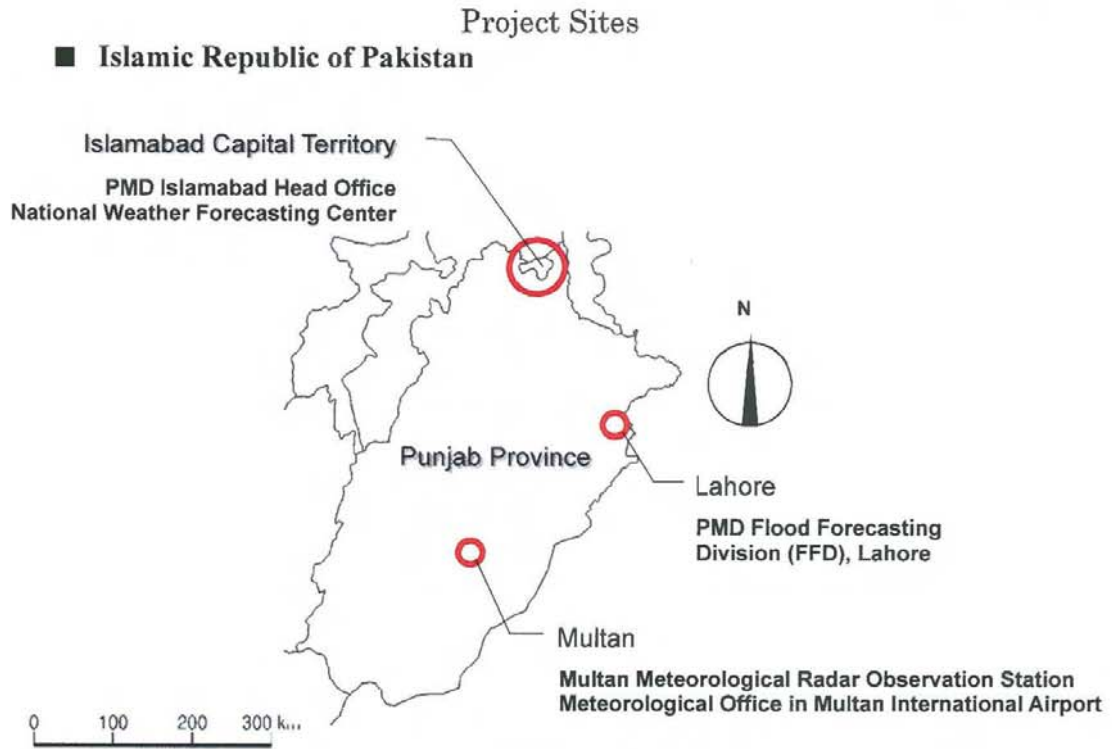 Project Sites
■ Islamic Republic of Pakistan
Islamabad Capital Territory
PMD Islamabad Head Office
National Weather Forecasting Center
N
Punjab Province
Lahore
PMD Flood Forecasting
Division (FFD), Lahore
Multan
Multan Meteorological Radar Observation Station
Meteorological Office in Multan International Airport
0 100 200 300 km